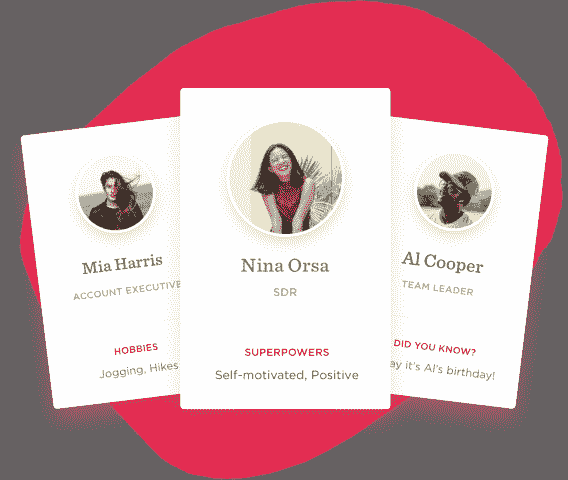 Mia Harris
ACCOUNT EXECUTIVE
HOBBIES
Jogging, Hikes
Nina Orsa
SDR
SUPERPOWERS
Self-motivated, Positive
Al Cooper
TEAM LEADER
DID YOU KNOW?
ay it's Al's birthday!